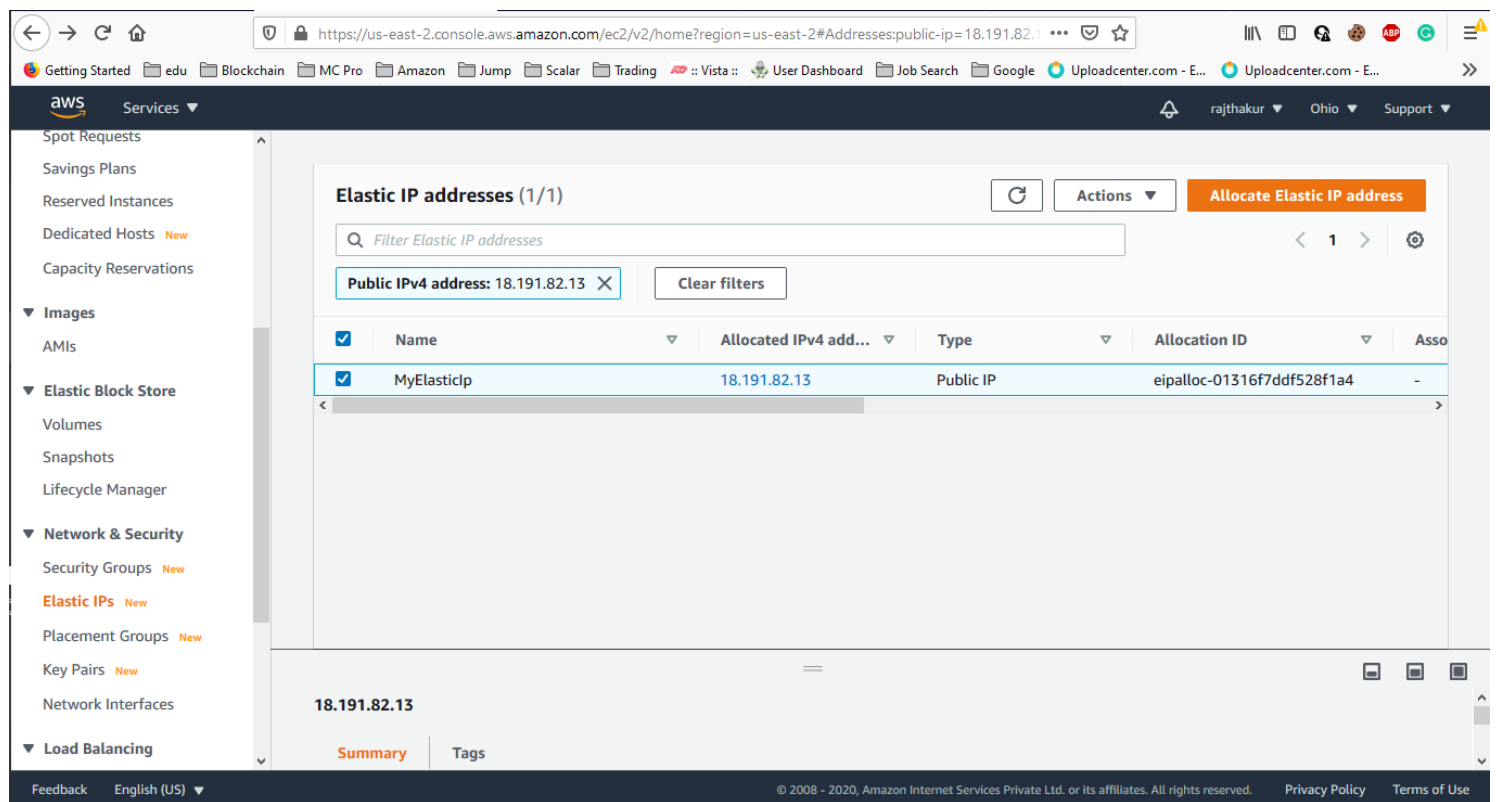 https://us-east-2.console.aws.amazon.com/ec2/v2/home?region=us-east-2#Addresses:public-ip=18.191.82.1
ABP
G
Getting Started edu Blockchain MC Pro Amazon Jump Scalar Trading :: Vista :: User Dashboard Job Search Google Uploadcenter.com - E... Uploadcenter.com - E...
aws Services rajthakur Ohio Support
Spot Requests
Savings Plans
Reserved Instances
Dedicated Hosts New
Capacity Reservations
Images
AMIs
Elastic Block Store
Volumes
Snapshots
Lifecycle Manager
Network & Security
Security Groups New
Elastic IPs New
Placement Groups New
Key Pairs New
Network Interfaces
Load Balancing
Elastic IP addresses (1/1) Actions Allocate Elastic IP address
Filter Elastic IP addresses 1
Public IPv4 address: 18.191.82.13 Clear filters
Name Allocated IPv4 add... Type Allocation ID Asso
MyElasticIp 18.191.82.13 Public IP eipalloc-01316f7ddf528f1a4 -
18.191.82.13
Summary Tags
Feedback English (US) © 2008 - 2020, Amazon Internet Services Private Ltd. or its affiliates. All rights reserved. Privacy Policy Terms of Use